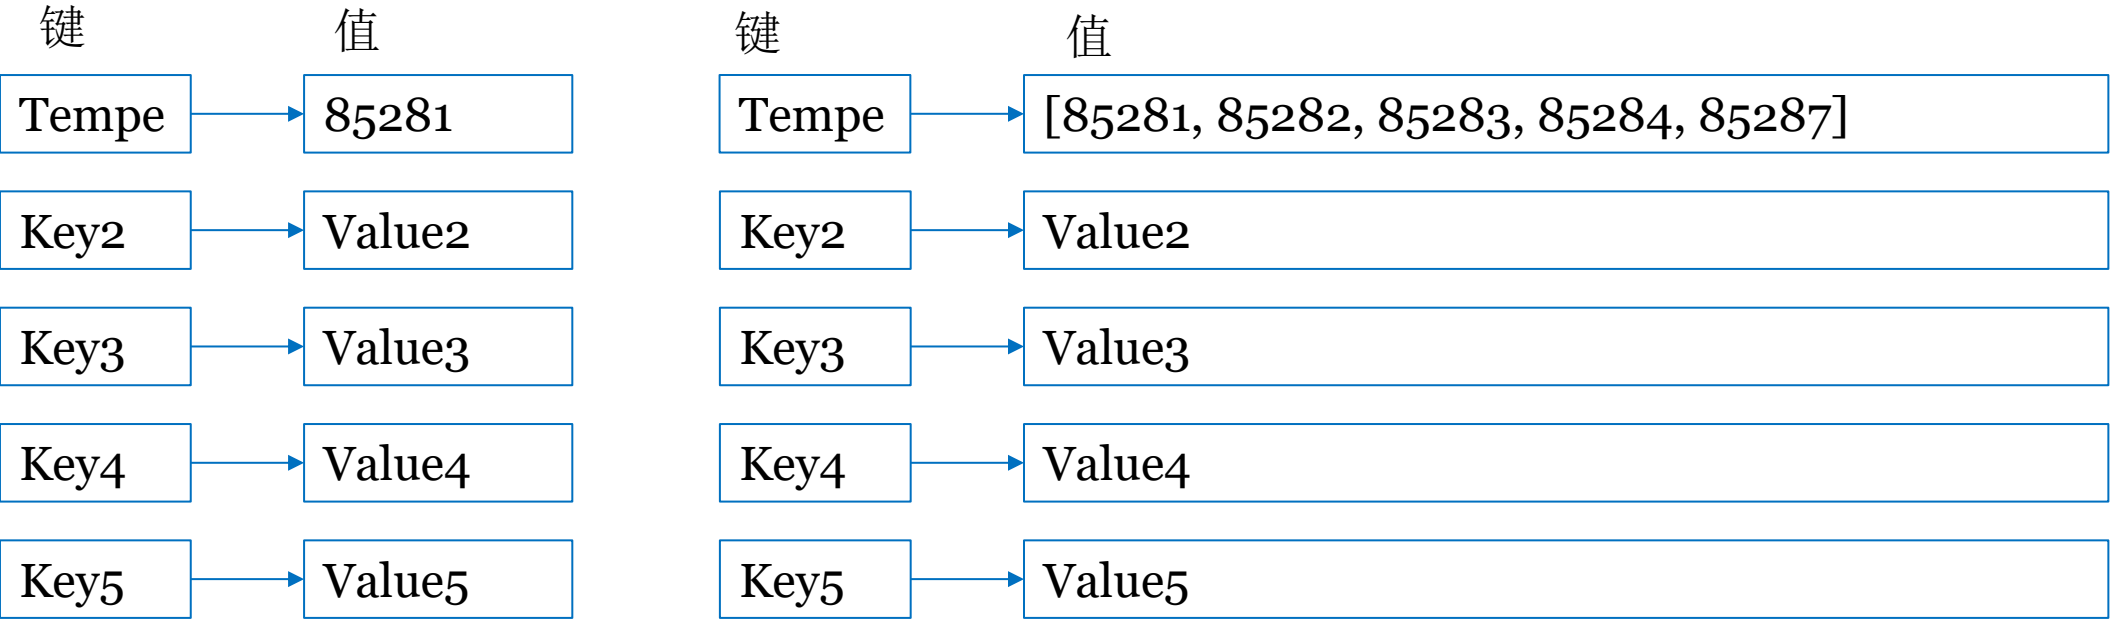 键 值 键 值
Tempe 85281 Tempe [85281, 85282, 85283, 85284, 85287]
Key2 Value2 Key2 Value2
Key3 Value3 Key3 Value3
Key4 Value4 Key4 Value4
Key5 Value5 Key5 Value5